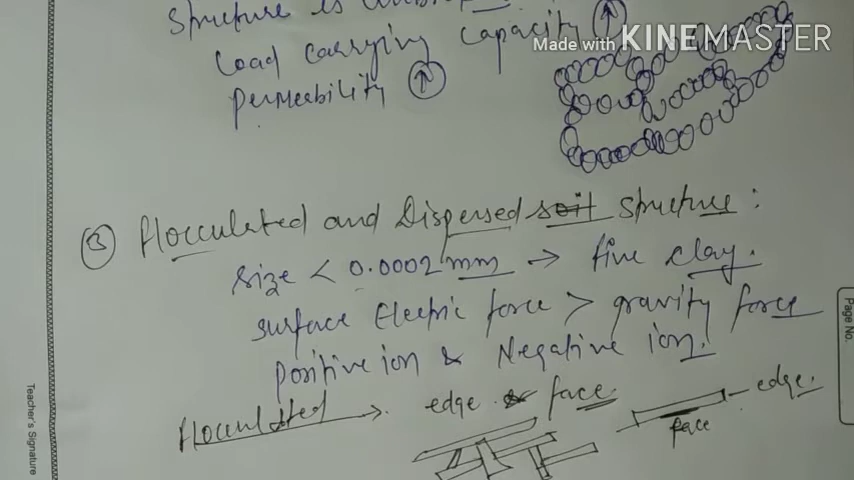 structure is
Load carrying capacity ↑
Made with KINEMASTER
permeability ↑
③ flocculated and Dispersed soil structure :
size < 0.0002 mm → fine clay.
surface Electric force > gravity force
positive ion & Negative ion.
flocculated → edge & face
edge.
face
Page No.
Teacher's Signature